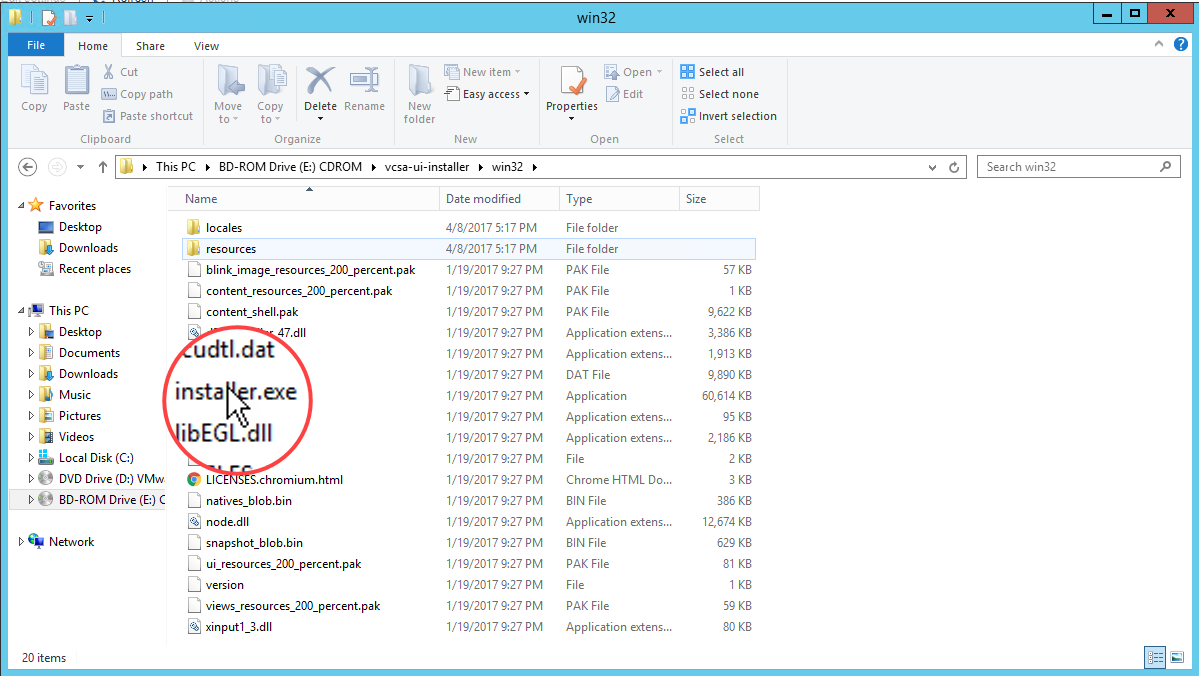 win32
File Home Share View
Copy
Paste
Cut
Copy path
Paste shortcut
Clipboard
Move to
Copy to
Delete
Rename
Organize
New folder
New item
Easy access
New
Properties
Open
Edit
Open
Select all
Select none
Invert selection
Select
This PC BD-ROM Drive (E:) CDROM vcsa-ui-installer win32
Search win32
Favorites
Desktop
Downloads
Recent places
This PC
Desktop
Documents
Downloads
Music
Pictures
Videos
Local Disk (C:)
DVD Drive (D:) VMw
BD-ROM Drive (E:) C
Network
Name Date modified Type Size
locales 4/8/2017 5:17 PM File folder
resources 4/8/2017 5:17 PM File folder
blink_image_resources_200_percent.pak 1/19/2017 9:27 PM PAK File 57 KB
content_resources_200_percent.pak 1/19/2017 9:27 PM PAK File 1 KB
content_shell.pak 1/19/2017 9:27 PM PAK File 9,622 KB
_47.dll 1/19/2017 9:27 PM Application extens... 3,386 KB
1/19/2017 9:27 PM Application extens... 1,913 KB
cudtl.dat 1/19/2017 9:27 PM DAT File 9,890 KB
installer.exe 1/19/2017 9:27 PM Application 60,614 KB
libEGL.dll 1/19/2017 9:27 PM Application extens... 95 KB
1/19/2017 9:27 PM Application extens... 2,186 KB
1/19/2017 9:27 PM File 2 KB
LICENSES.chromium.html 1/19/2017 9:27 PM Chrome HTML Do... 3 KB
natives_blob.bin 1/19/2017 9:27 PM BIN File 386 KB
node.dll 1/19/2017 9:27 PM Application extens... 12,674 KB
snapshot_blob.bin 1/19/2017 9:27 PM BIN File 629 KB
ui_resources_200_percent.pak 1/19/2017 9:27 PM PAK File 81 KB
version 1/19/2017 9:27 PM File 1 KB
views_resources_200_percent.pak 1/19/2017 9:27 PM PAK File 59 KB
xinput1_3.dll 1/19/2017 9:27 PM Application extens... 80 KB
20 items